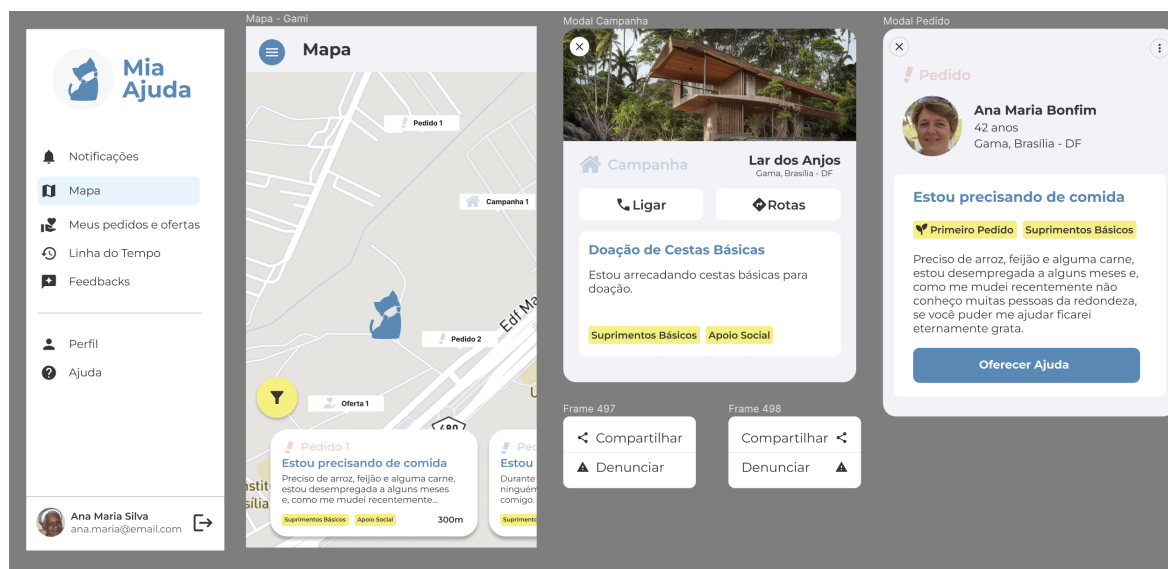 Mapa - Gami
Modal Campanha
Modal Pedido
Mia
Ajuda
Notificações
Mapa
Meus pedidos e ofertas
Linha do Tempo
Feedbacks
Perfil
Ajuda
Ana Maria Silva
ana.maria@email.com
Mapa
Pedido 1
Campanha 1
Edf Ma
Pedido 2
Oferta 1
480
Pedido 1
Estou precisando de comida
Preciso de arroz, feijão e alguma carne,
estou desempregada a alguns meses
e, como me mudei recentemente...
Suprimentos Básicos Apoio Social 300m
Ped
Estou
Durante
ninguém
comigo.
Campanha
Lar dos Anjos
Gama, Brasília - DF
Ligar
Rotas
Doação de Cestas Básicas
Estou arrecadando cestas básicas para
doação.
Suprimentos Básicos Apoio Social
Frame 497
Compartilhar
Denunciar
Frame 498
Compartilhar
Denunciar
Pedido
Ana Maria Bonfim
42 anos
Gama, Brasília - DF
Estou precisando de comida
Primeiro Pedido Suprimentos Básicos
Preciso de arroz, feijão e alguma carne,
estou desempregada a alguns meses e,
como me mudei recentemente não
conheço muitas pessoas da redondeza,
se você puder me ajudar ficarei
eternamente grata.
Oferecer Ajuda